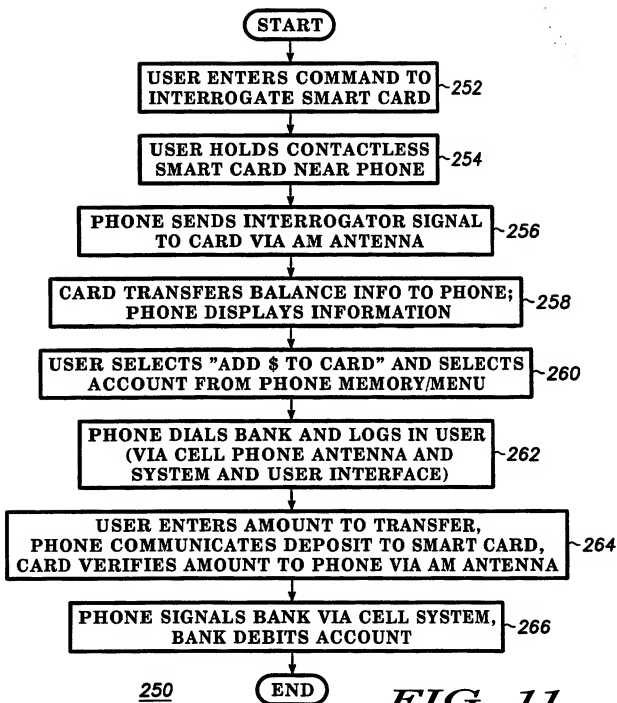 START
USER ENTERS COMMAND TO
INTERROGATE SMART CARD
252
USER HOLDS CONTACTLESS
SMART CARD NEAR PHONE
254
PHONE SENDS INTERROGATOR SIGNAL
TO CARD VIA AM ANTENNA
256
CARD TRANSFERS BALANCE INFO TO PHONE;
PHONE DISPLAYS INFORMATION
258
USER SELECTS "ADD $ TO CARD" AND SELECTS
ACCOUNT FROM PHONE MEMORY/MENU
260
PHONE DIALS BANK AND LOGS IN USER
(VIA CELL PHONE ANTENNA AND
SYSTEM AND USER INTERFACE)
262
USER ENTERS AMOUNT TO TRANSFER,
PHONE COMMUNICATES DEPOSIT TO SMART CARD,
CARD VERIFIES AMOUNT TO PHONE VIA AM ANTENNA
264
PHONE SIGNALS BANK VIA CELL SYSTEM,
BANK DEBITS ACCOUNT
266
250
END
FIG. 11